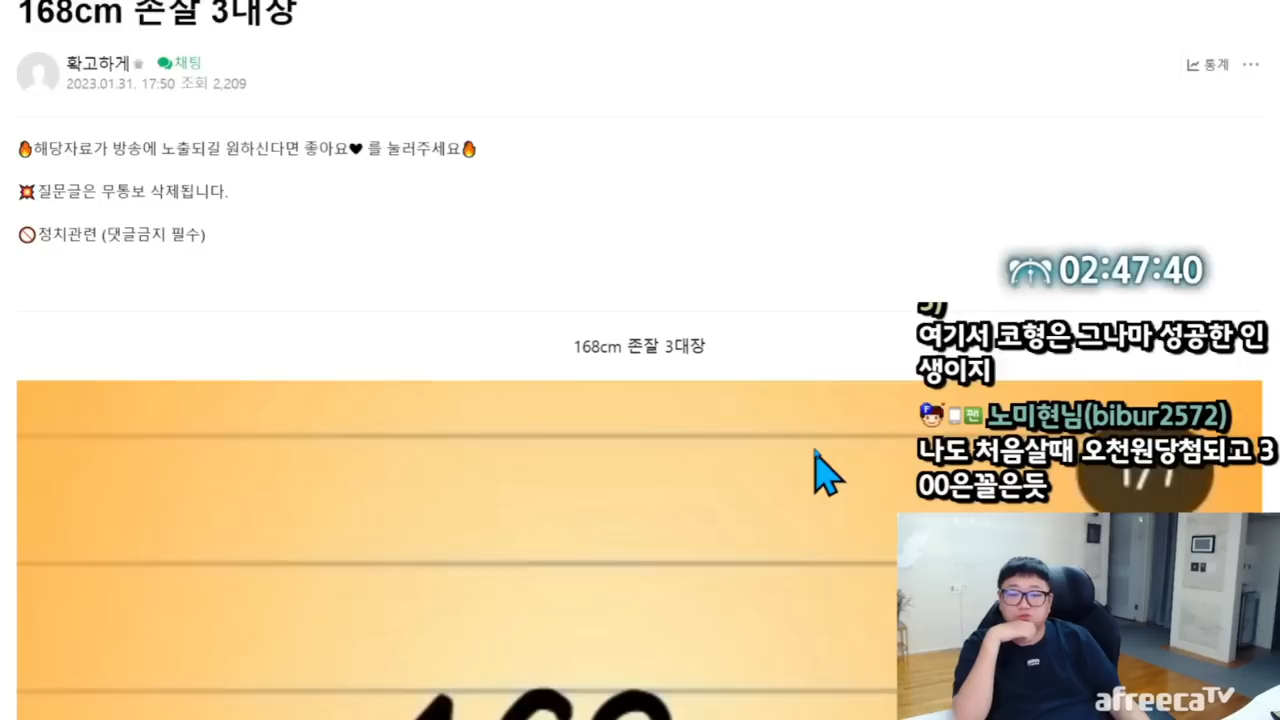 168cm 존잘 3대장
확고하게 채팅
2023.01.31. 17:50 조회 2,209
통계
해당자료가 방송에 노출되길 원하신다면 좋아요🖤 를 눌러주세요🔥
질문글은 무통보 삭제됩니다.
정치관련 (댓글금지 필수)
02:47:40
168cm 존잘 3대장
여기서 코형은 그나마 성공한 인
생이지
팬 노미현님(bibur2572)
나도 처음살때 오천원당첨되고 3
00은꼴은듯
1/1
afreecaTV